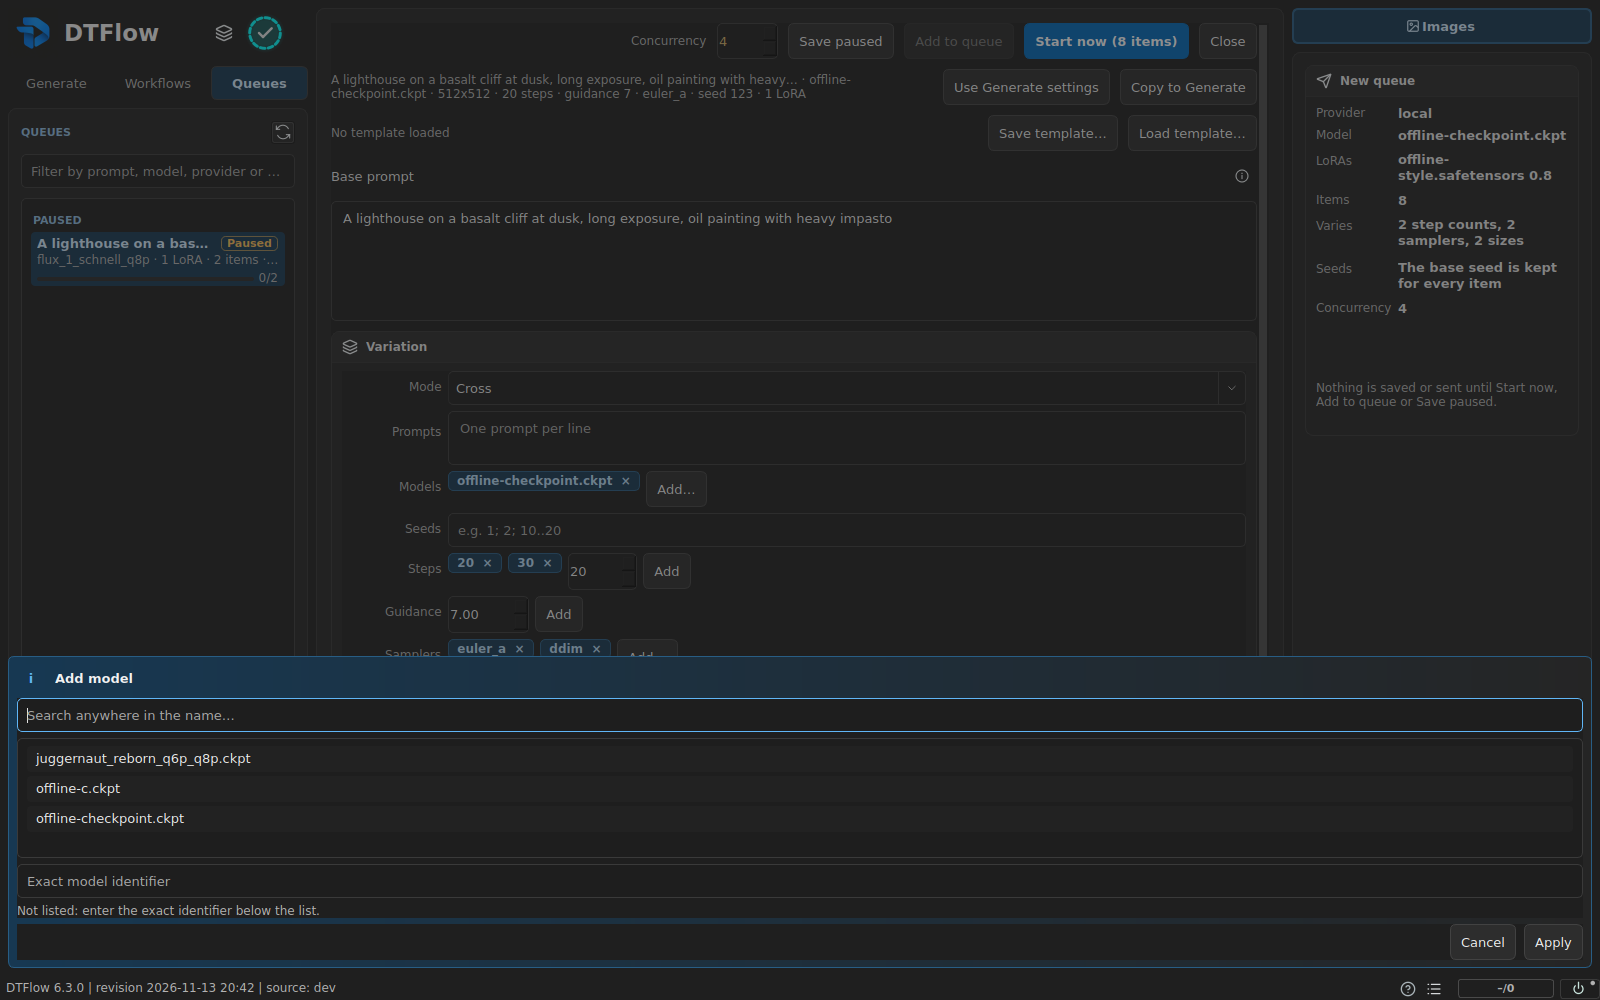 DTFlow
Generate
Workflows
Queues
QUEUES
Filter by prompt, model, provider or ...
PAUSED
A lighthouse on a bas...
Paused
flux_1_schnell_q8p · 1 LoRA · 2 items ·...
0/2
Concurrency
4
Save paused
Add to queue
Start now (8 items)
Close
A lighthouse on a basalt cliff at dusk, long exposure, oil painting with heavy... · offline-
checkpoint.ckpt · 512x512 · 20 steps · guidance 7 · euler_a · seed 123 · 1 LoRA
Use Generate settings
Copy to Generate
No template loaded
Save template...
Load template...
Base prompt
A lighthouse on a basalt cliff at dusk, long exposure, oil painting with heavy impasto
Variation
Mode
Cross
Prompts
One prompt per line
Models
offline-checkpoint.ckpt ×
Add...
Seeds
e.g. 1; 2; 10..20
Steps
20 ×
30 ×
20
Add
Guidance
7.00
Add
Samplers
euler_a ×
ddim ×
Add...
Images
New queue
Provider
local
Model
offline-checkpoint.ckpt
LoRAs
offline-
style.safetensors 0.8
Items
8
Varies
2 step counts, 2
samplers, 2 sizes
Seeds
The base seed is kept
for every item
Concurrency
4
Nothing is saved or sent until Start now,
Add to queue or Save paused.
i
Add model
Search anywhere in the name...
juggernaut_reborn_q6p_q8p.ckpt
offline-c.ckpt
offline-checkpoint.ckpt
Exact model identifier
Not listed: enter the exact identifier below the list.
Cancel
Apply
DTFlow 6.3.0 | revision 2026-11-13 20:42 | source: dev
-/0